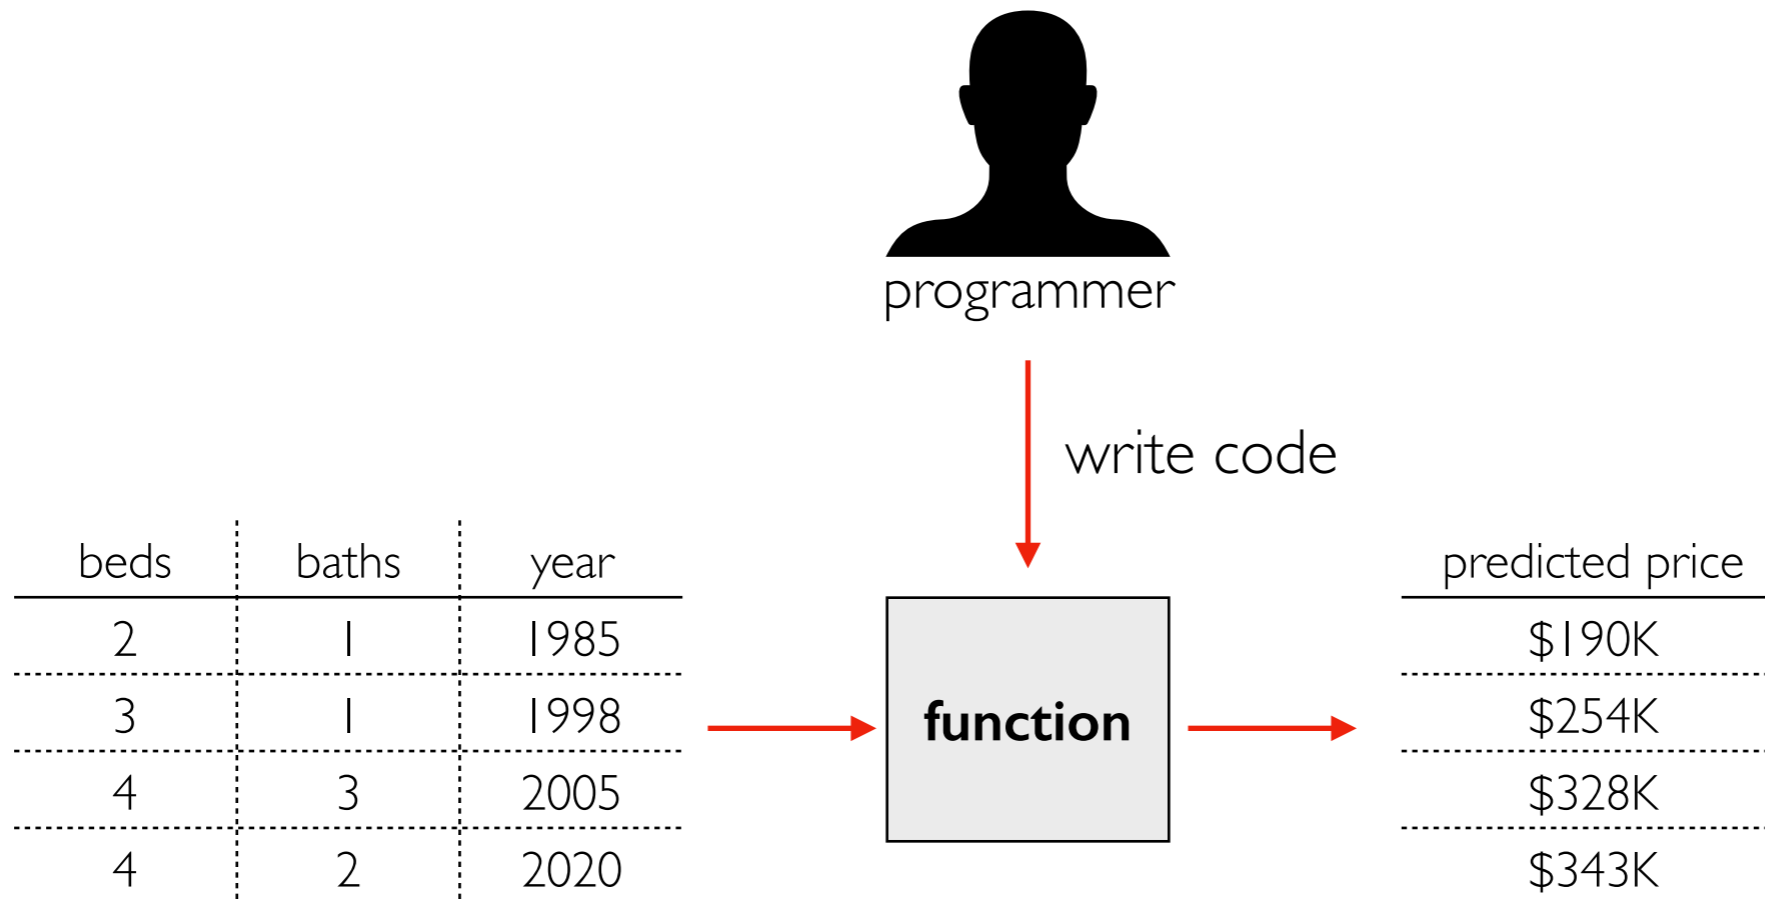 programmer
write code
beds baths year
2 1 1985
3 1 1998
4 3 2005
4 2 2020
function
predicted price
$190K
$254K
$328K
$343K